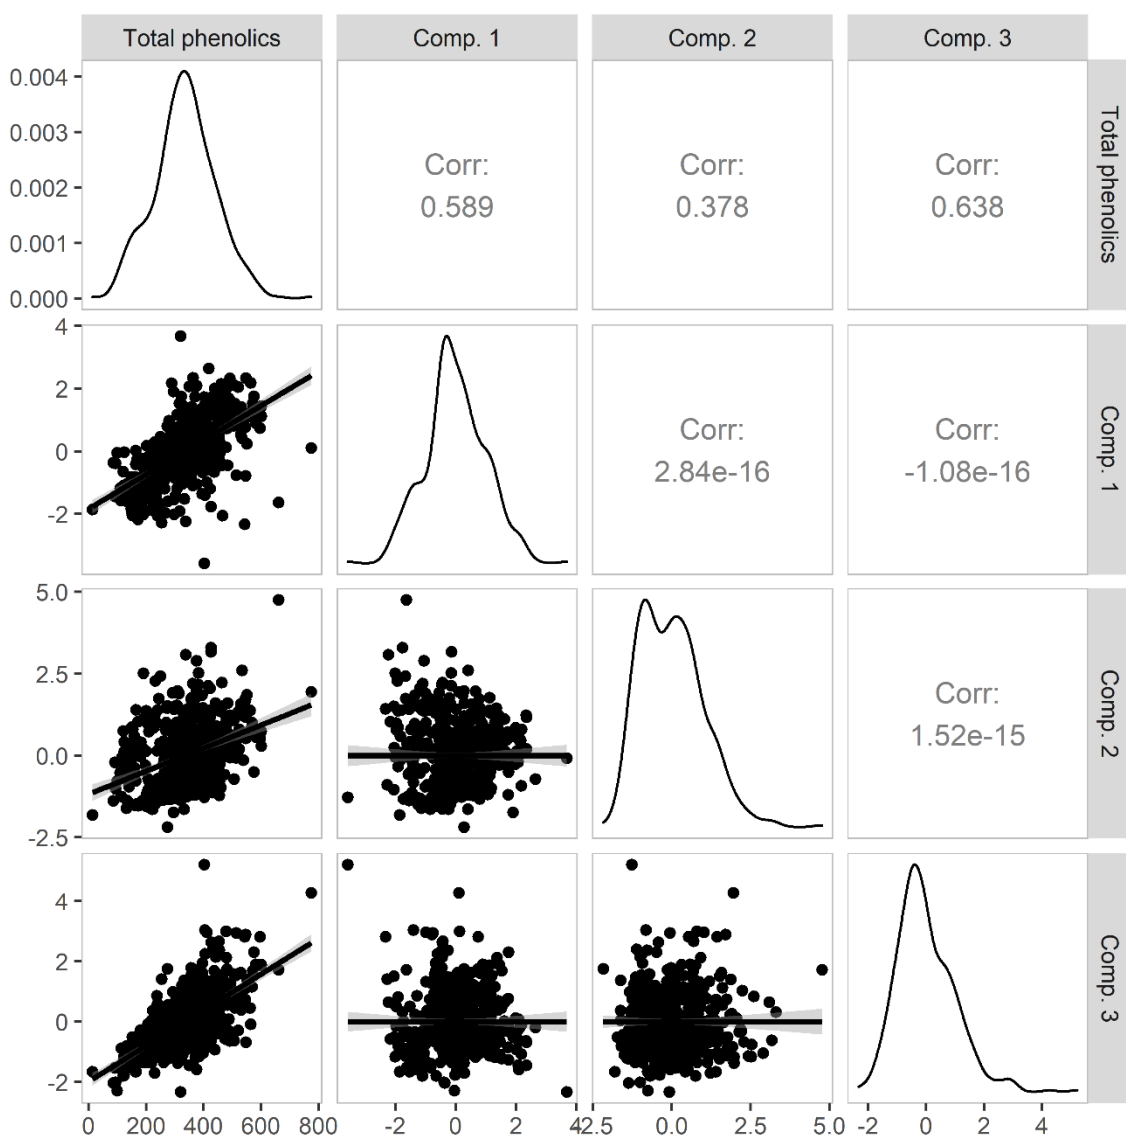 Total phenolics Comp. 1 Comp. 2 Comp. 3
0.004
0.003
0.002
0.001
0.000
Corr:
0.589
Corr:
0.378
Corr:
0.638
Total phenolics
4
2
0
-2
Corr:
2.84e-16
Corr:
-1.08e-16
Comp. 1
5.0
2.5
0.0
-2.5
Corr:
1.52e-15
Comp. 2
4
2
0
-2
Comp. 3
0 200 400 600 800 -2 0 2 4 2.5 0.0 2.5 5.0 -2 0 2 4